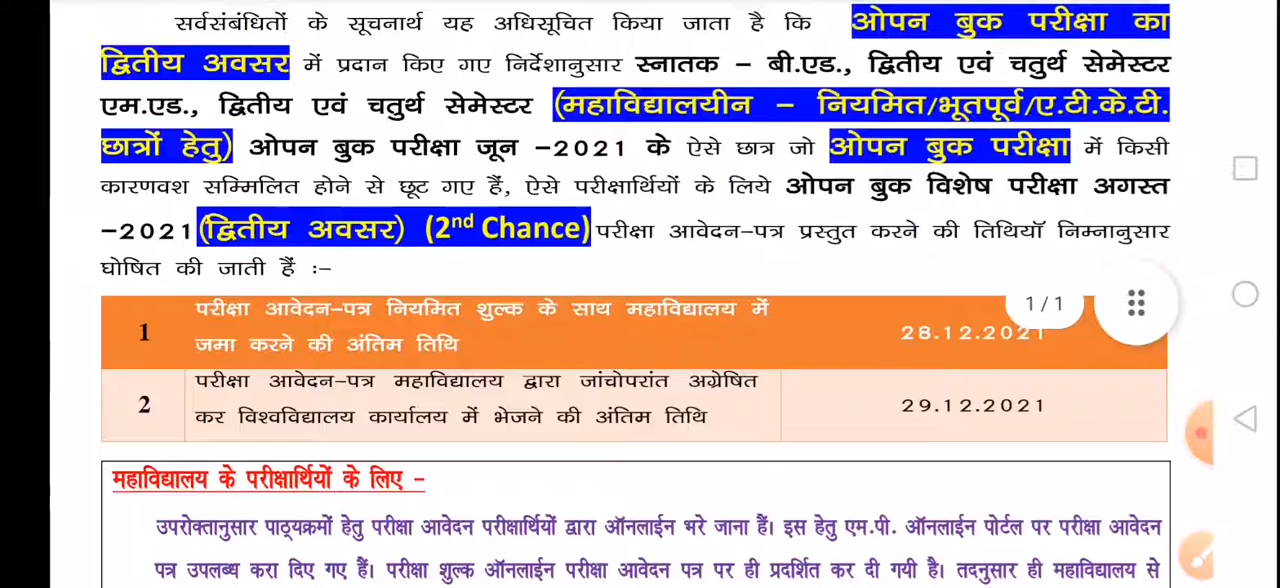 सर्वसंबंधितों के सूचनार्थ यह अधिसूचित किया जाता है कि ओपन बुक परीक्षा का
द्वितीय अवसर में प्रदान किए गए निर्देशानुसार स्नातक – बी.एड., द्वितीय एवं चतुर्थ सेमेस्टर
एम.एड., द्वितीय एवं चतुर्थ सेमेस्टर (महाविद्यालयीन – नियमित/भूतपूर्व/ए.टी.के.टी.
छात्रों हेतु) ओपन बुक परीक्षा जून –2021 के ऐसे छात्र जो ओपन बुक परीक्षा में किसी
कारणवश सम्मिलित होने से छूट गए हैं, ऐसे परीक्षार्थियों के लिये ओपन बुक विशेष परीक्षा अगस्त
–2021 (द्वितीय अवसर) (2nd Chance) परीक्षा आवेदन–पत्र प्रस्तुत करने की तिथियॉं निम्नानुसार
घोषित की जाती हैं :–
1 परीक्षा आवेदन–पत्र नियमित शुल्क के साथ महाविद्यालय में
जमा करने की अंतिम तिथि 28.12.2021
1/1
2 परीक्षा आवेदन–पत्र महाविद्यालय द्वारा जांचोपरांत अग्रेषित
कर विश्वविद्यालय कार्यालय में भेजने की अंतिम तिथि 29.12.2021
महाविद्यालय के परीक्षार्थियों के लिए –
उपरोक्तानुसार पाठ्यक्रमों हेतु परीक्षा आवेदन परीक्षार्थियों द्वारा ऑनलाईन भरे जाना हैं। इस हेतु एम.पी. ऑनलाईन पोर्टल पर परीक्षा आवेदन
पत्र उपलब्ध करा दिए गए हैं। परीक्षा शुल्क ऑनलाईन परीक्षा आवेदन पत्र पर ही प्रदर्शित कर दी गयी है। तदनुसार ही महाविद्यालय से